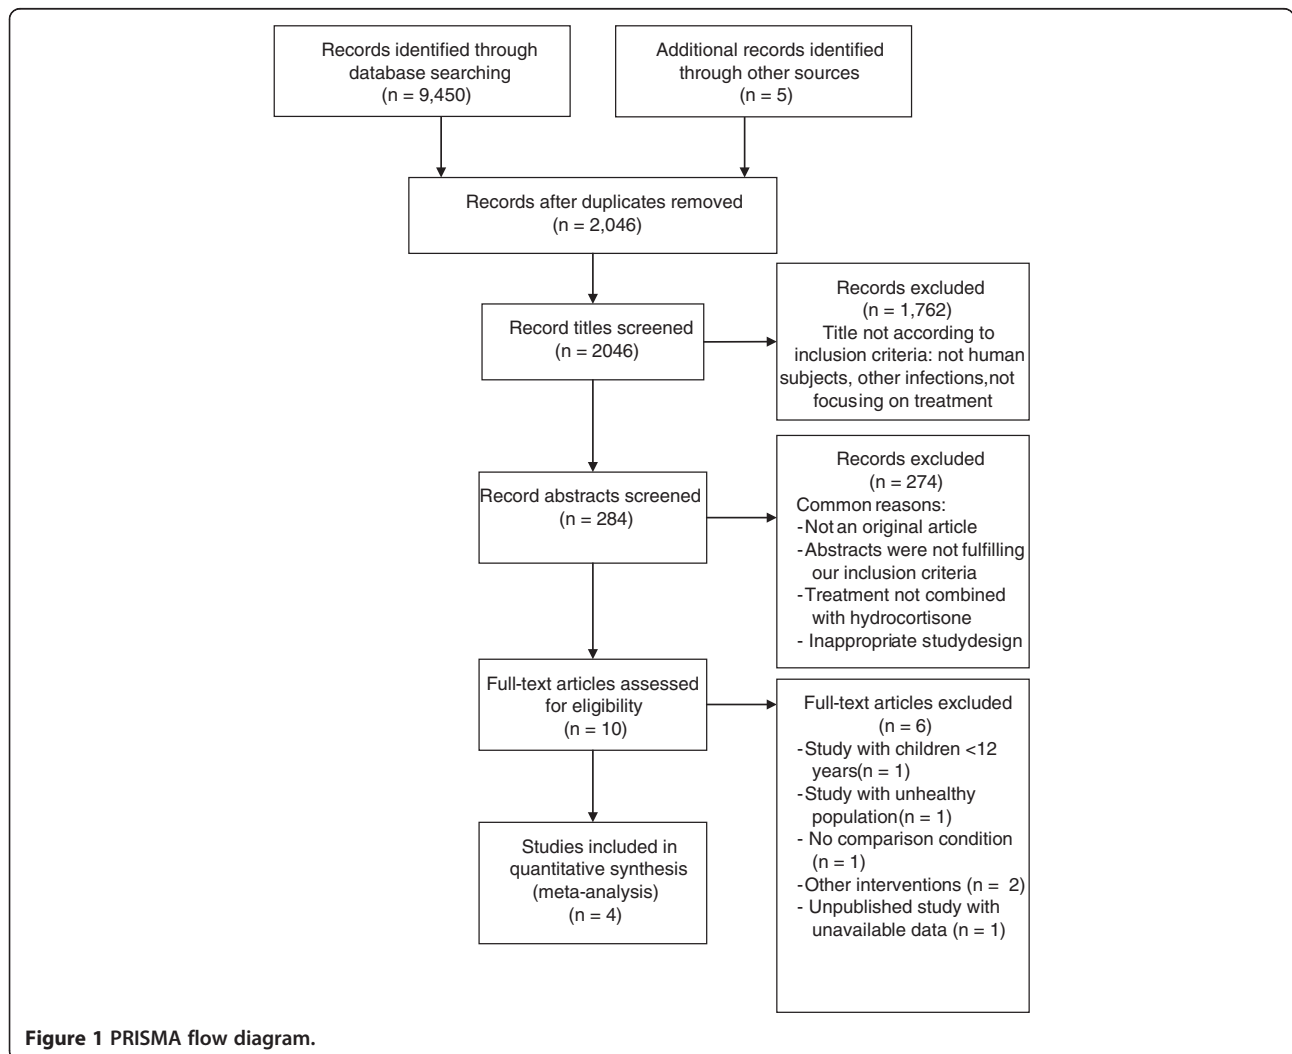 Records identified through
database searching
(n = 9,450)
Additional records identified
through other sources
(n = 5)
Records after duplicates removed
(n = 2,046)
Record titles screened
(n = 2046)
Records excluded
(n = 1,762)
Title not according to
inclusion criteria: not human
subjects, other infections,not
focusing on treatment
Record abstracts screened
(n = 284)
Records excluded
(n = 274)
Common reasons:
-Not an original article
-Abstracts were not fulfilling
our inclusion criteria
-Treatment not combined
with hydrocortisone
- Inappropriate studydesign
Full-text articles assessed
for eligibility
(n = 10)
Full-text articles excluded
(n = 6)
-Study with children <12
years(n = 1)
-Study with unhealthy
population(n = 1)
- No comparison condition
(n = 1)
-Other interventions (n = 2)
- Unpublished study with
unavailable data (n = 1)
Studies included in
quantitative synthesis
(meta-analysis)
(n = 4)
Figure 1 PRISMA flow diagram.